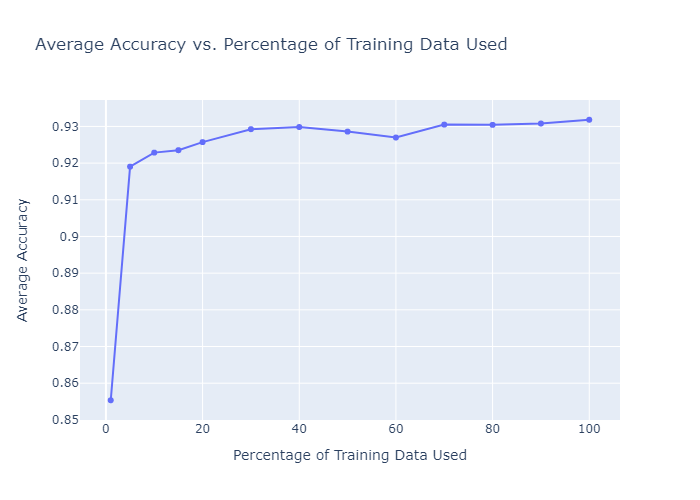 Average Accuracy vs. Percentage of Training Data Used
0.93
0.92
0.91
0.9
0.89
0.88
0.87
0.86
0.85
Average Accuracy
0 20 40 60 80 100
Percentage of Training Data Used